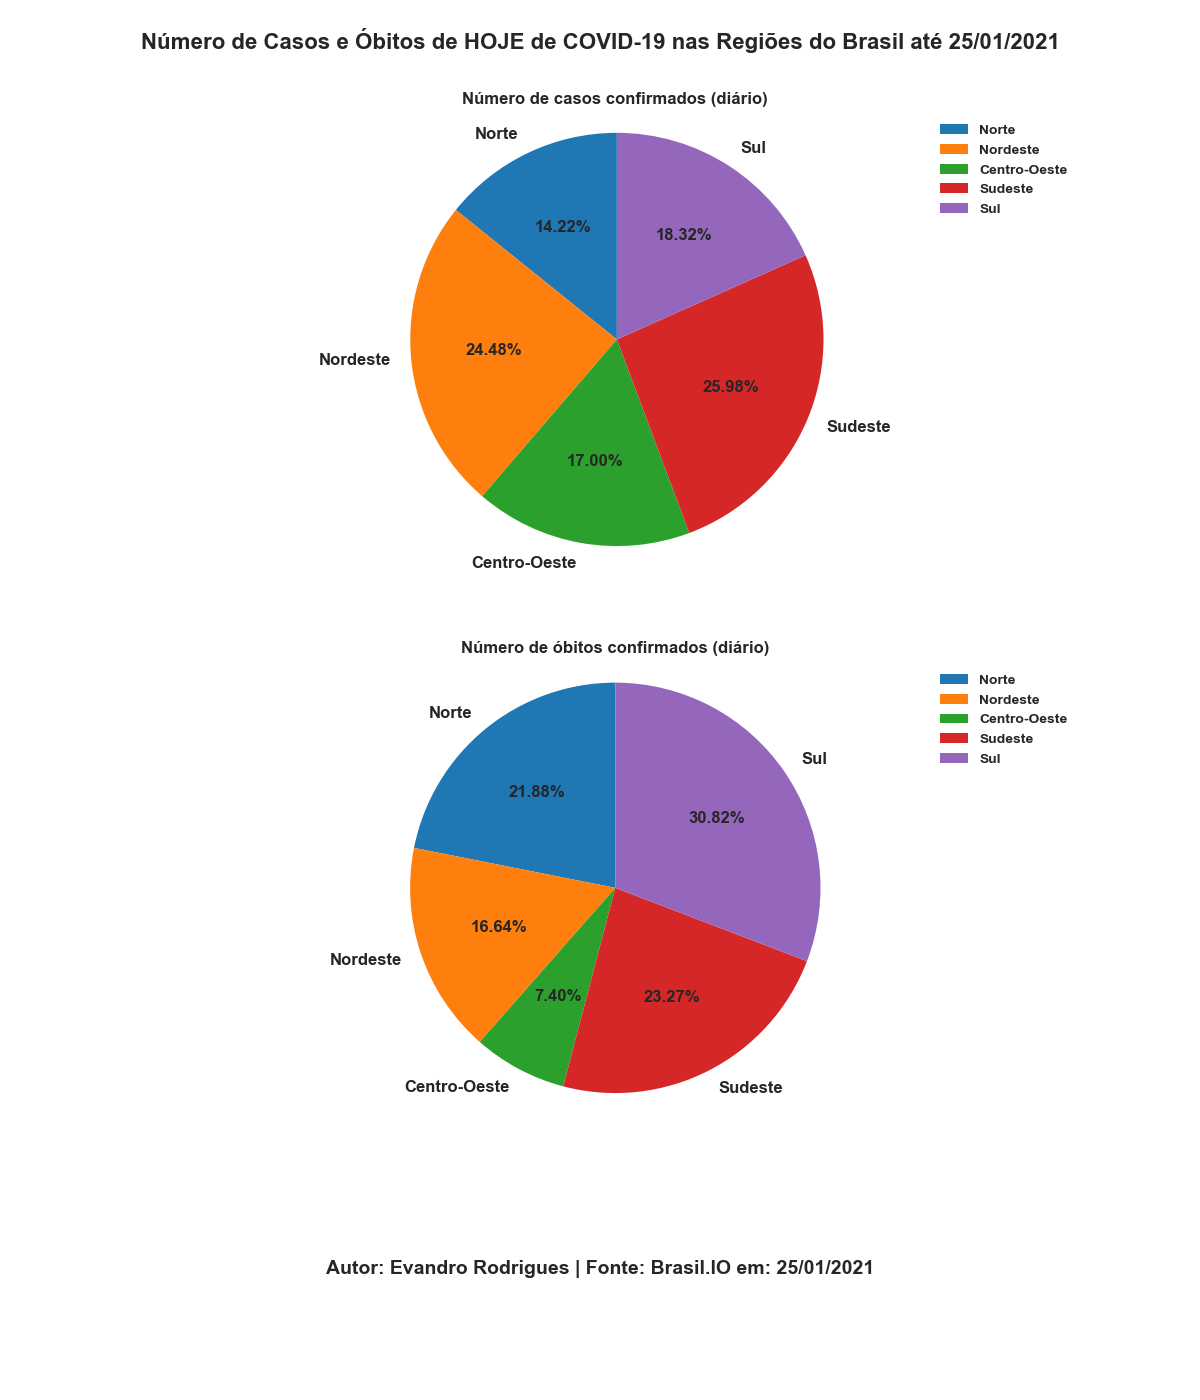 Número de Casos e Óbitos de HOJE de COVID-19 nas Regiões do Brasil até 25/01/2021
Número de casos confirmados (diário)
Norte
Sul
14.22%
18.32%
Nordeste
24.48%
25.98%
Sudeste
17.00%
Centro-Oeste
Norte
Nordeste
Centro-Oeste
Sudeste
Sul
Número de óbitos confirmados (diário)
Norte
Sul
21.88%
30.82%
16.64%
Nordeste
7.40%
23.27%
Centro-Oeste
Sudeste
Norte
Nordeste
Centro-Oeste
Sudeste
Sul
Autor: Evandro Rodrigues | Fonte: Brasil.IO em: 25/01/2021